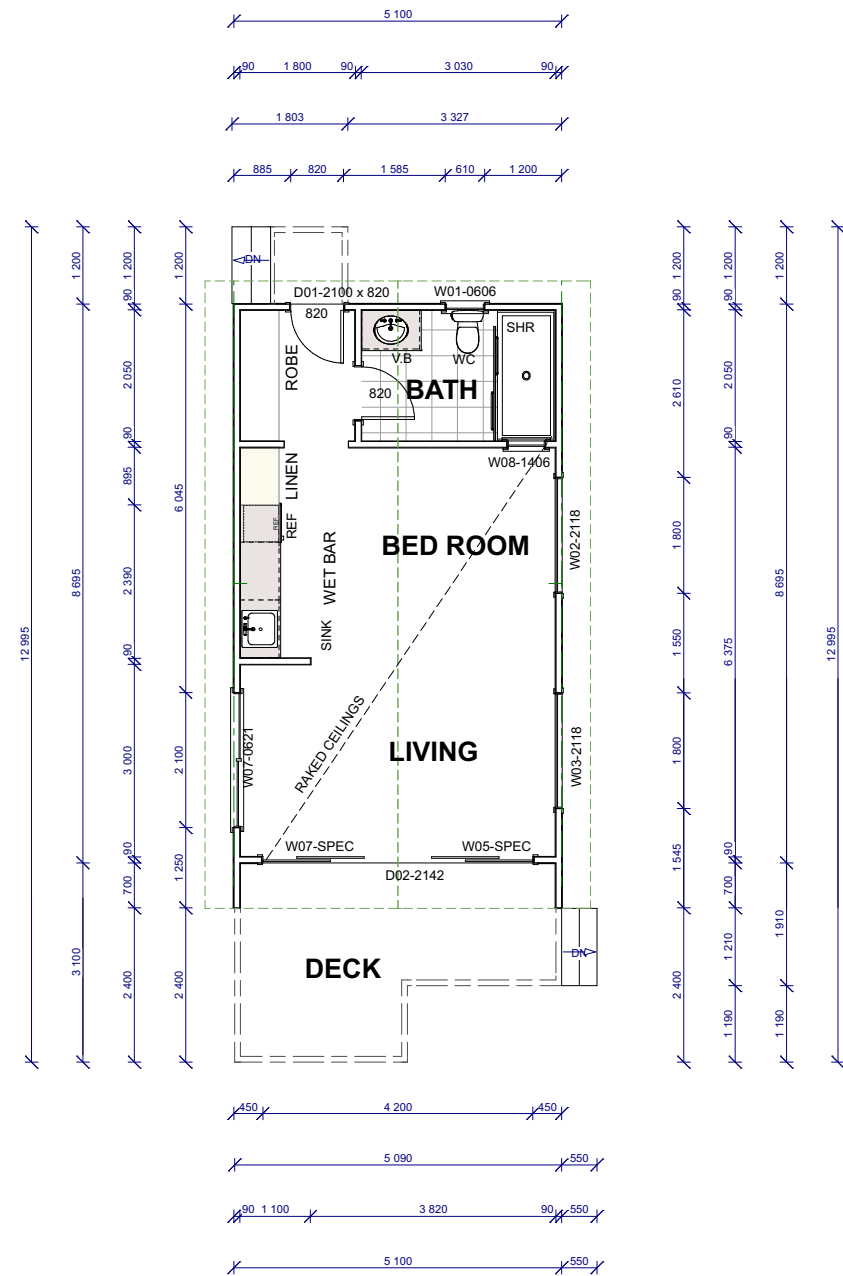 5 100
90 1 800 90 3 030 90
1 803 3 327
885 820 1 585 610 1 200
12 995
1 200
8 695
3 100
1 200
90
2 050
90
895
2 390
90
3 000
90
700
2 400
1 200
6 045
2 100
1 250
2 400
DN
D01-2100 x 820
W01-0606
820
SHR
V.B
WC
ROBE
820
BATH
W08-1406
LINEN
REF
REF
BED ROOM
W02-2118
WET BAR
SINK
RAKED CEILINGS
LIVING
W07-0621
W03-2118
W07-SPEC
W05-SPEC
D02-2142
DN
DECK
1 200
90
2 610
1 800
1 550
1 800
1 545
2 400
1 200
90
2 050
90
6 375
90
700
1 210
1 190
1 200
8 695
1 910
1 190
12 995
450 4 200 450
5 090 550
90 1 100 3 820 90 550
5 100 550